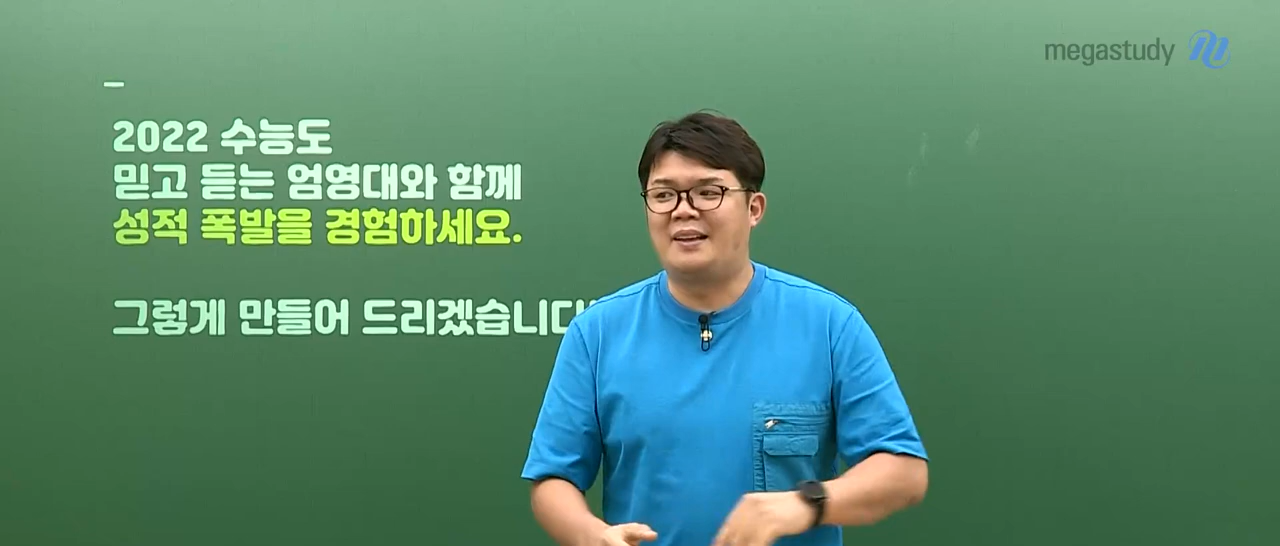 megastudy
2022 수능도
믿고 듣는 엄영대와 함께
성적 폭발을 경험하세요.
그렇게 만들어 드리겠습니다